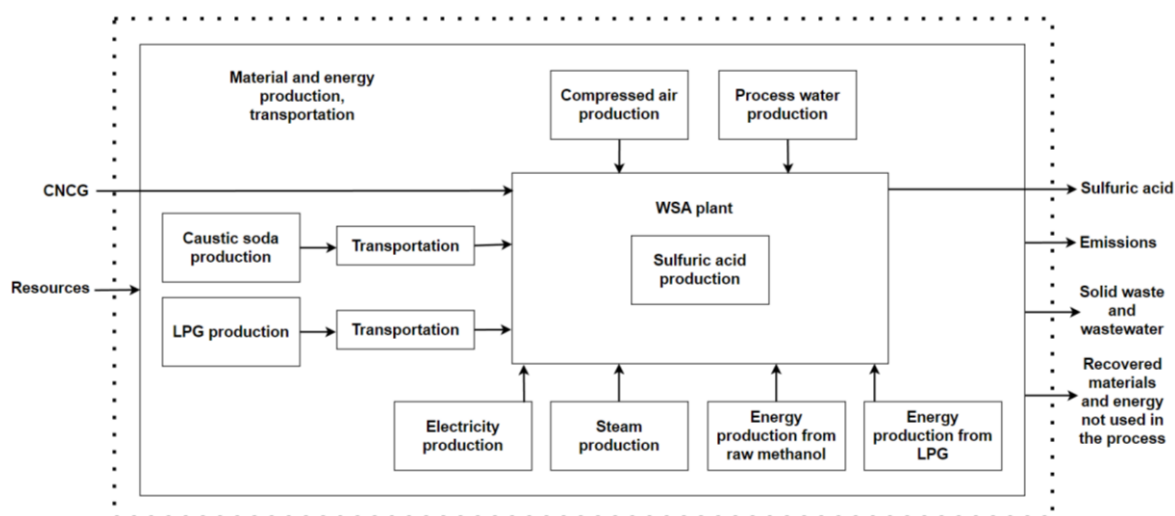 Material and energy
production,
transportation
Compressed air
production
Process water
production
CNCG
WSA plant
Sulfuric acid
Caustic soda
production
Transportation
Sulfuric acid
production
Emissions
Resources
LPG production
Transportation
Solid waste
and
wastewater
Recovered
materials
and energy
not used in
the process
Electricity
production
Steam
production
Energy
production from
raw methanol
Energy
production from
LPG